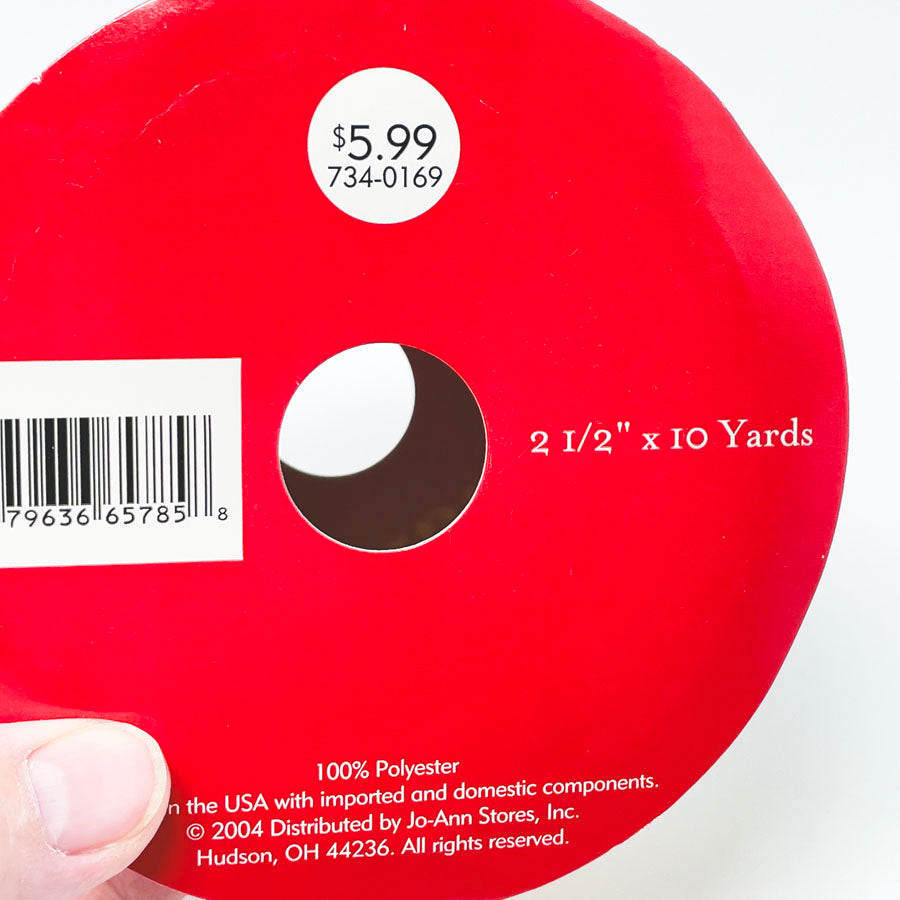 $5.99
734-0169
2 1/2" x 10 Yards
79636 65785 8
100% Polyester
the USA with imported and domestic components.
© 2004 Distributed by Jo-Ann Stores, Inc.
Hudson, OH 44236. All rights reserved.